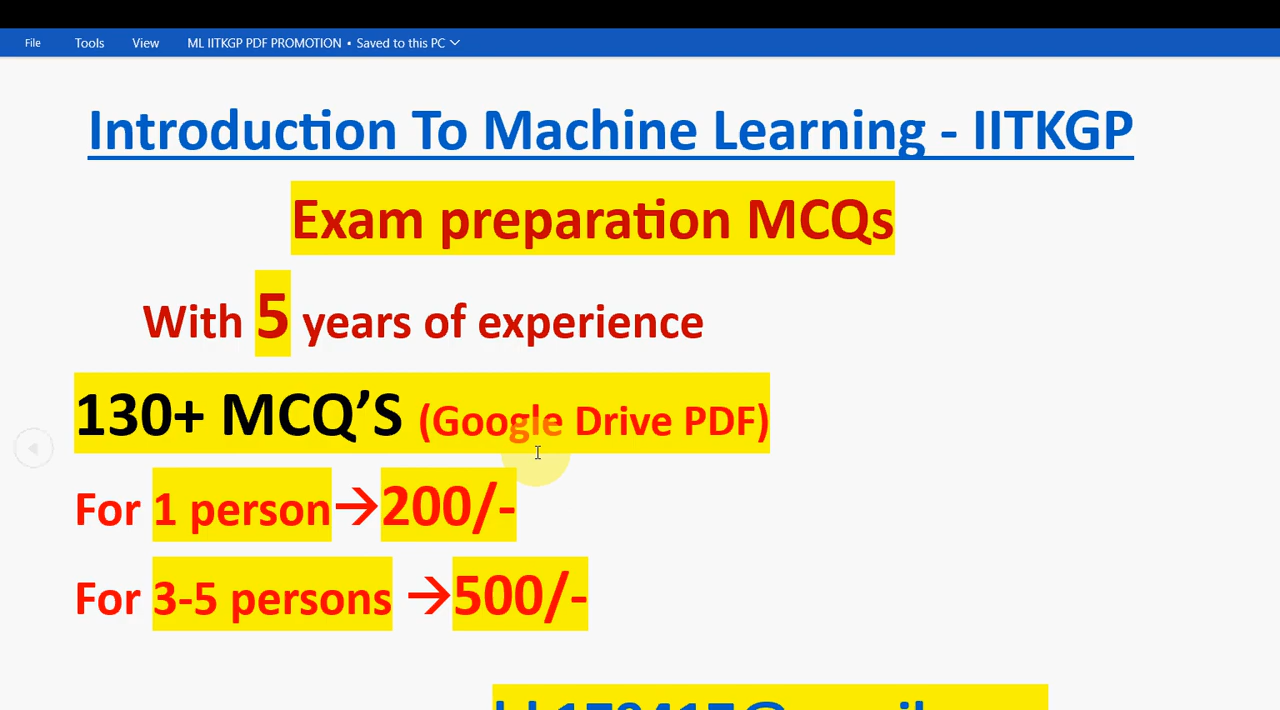 File Tools View ML IITKGP PDF PROMOTION • Saved to this PC
Introduction To Machine Learning - IITKGP
Exam preparation MCQs
With 5 years of experience
130+ MCQ’S (Google Drive PDF)
For 1 person→200/-
For 3-5 persons →500/-